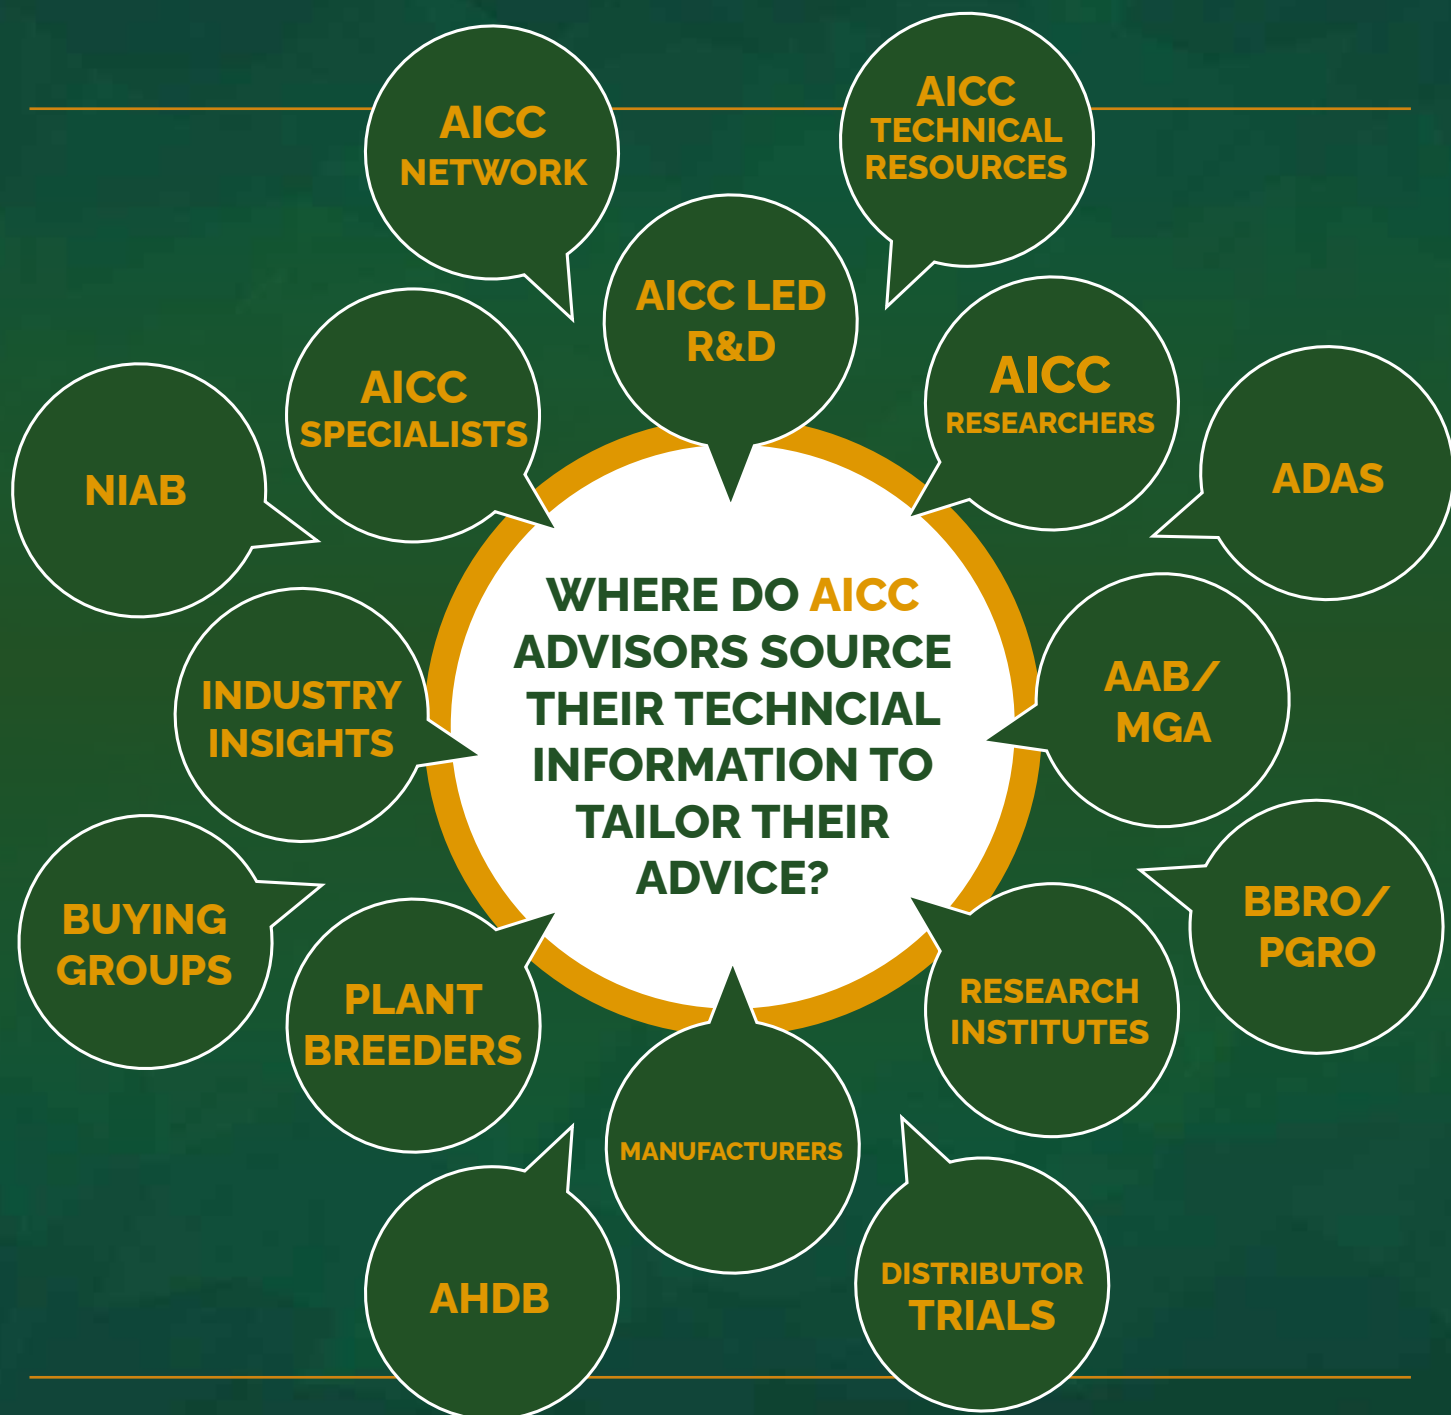 AICC
NETWORK
AICC
TECHNICAL
RESOURCES
AICC LED
R&D
AICC
SPECIALISTS
AICC
RESEARCHERS
NIAB
ADAS
INDUSTRY
INSIGHTS
WHERE DO AICC
ADVISORS SOURCE
THEIR TECHNCIAL
INFORMATION TO
TAILOR THEIR
ADVICE?
AAB/
MGA
BUYING
GROUPS
BBRO/
PGRO
PLANT
BREEDERS
RESEARCH
INSTITUTES
MANUFACTURERS
AHDB
DISTRIBUTOR
TRIALS